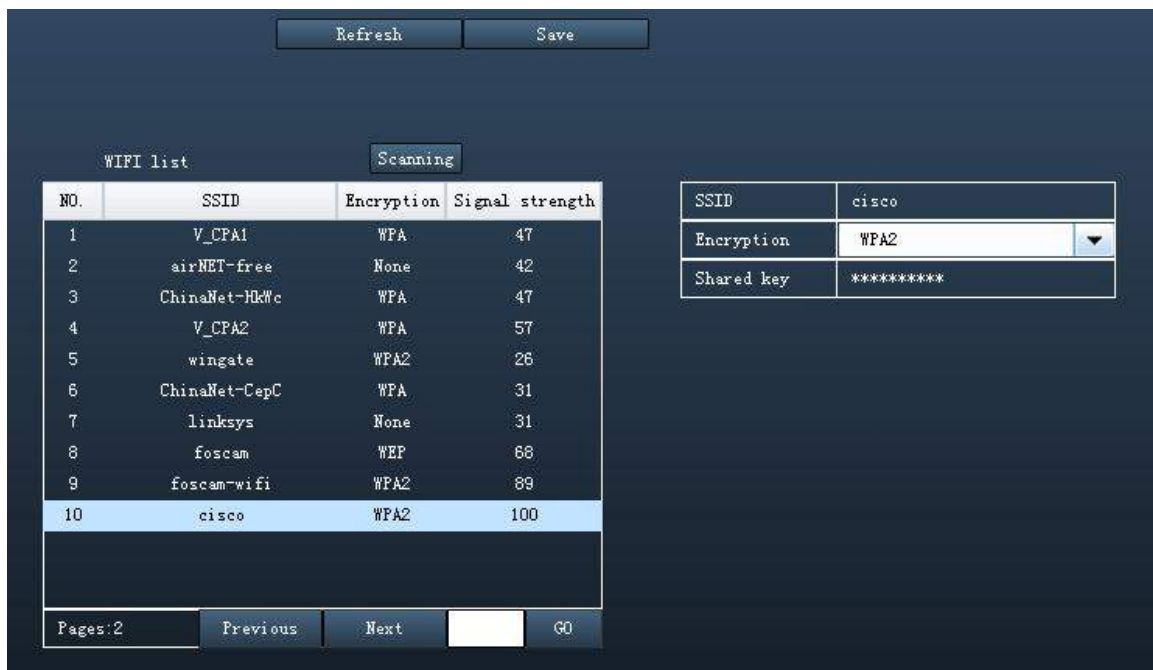 Refresh Save
WIFI list Scanning
NO. SSID Encryption Signal strength
1 V_CPA1 WPA 47
2 airNET-free None 42
3 ChinaNet-HkWc WPA 47
4 V_CPA2 WPA 57
5 wingate WPA2 26
6 ChinaNet-CepC WPA 31
7 linksys None 31
8 foscam WEP 68
9 foscam-wifi WPA2 89
10 cisco WPA2 100
Pages:2 Previous Next GO
SSID cisco
Encryption WPA2
Shared key **********